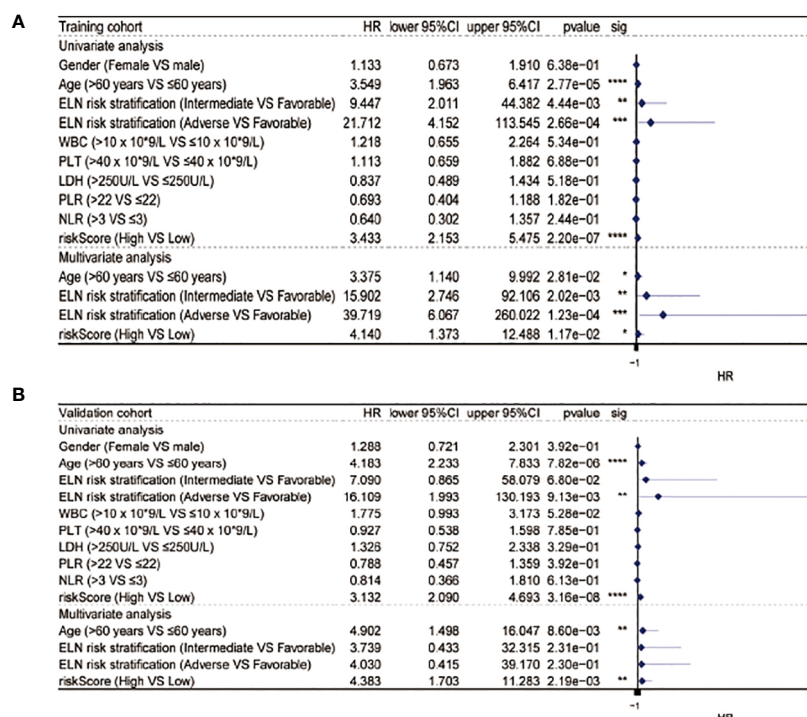 A
Training cohort HR lower 95%CI upper 95%CI pvalue sig
Univariate analysis
Gender (Female VS male) 1.133 0.673 1.910 6.38e-01
Age (>60 years VS ≤60 years) 3.549 1.963 6.417 2.77e-05 ****
ELN risk stratification (Intermediate VS Favorable) 9.447 2.011 44.382 4.44e-03 **
ELN risk stratification (Adverse VS Favorable) 21.712 4.152 113.545 2.66e-04 ***
WBC (>10 x 10*9/L VS ≤10 x 10*9/L) 1.218 0.655 2.264 5.34e-01
PLT (>40 x 10*9/L VS ≤40 x 10*9/L) 1.113 0.659 1.882 6.88e-01
LDH (>250U/L VS ≤250U/L) 0.837 0.489 1.434 5.18e-01
PLR (>22 VS ≤22) 0.693 0.404 1.188 1.82e-01
NLR (>3 VS ≤3) 0.640 0.302 1.357 2.44e-01
riskScore (High VS Low) 3.433 2.153 5.475 2.20e-07 ****
Multivariate analysis
Age (>60 years VS ≤60 years) 3.375 1.140 9.992 2.81e-02 *
ELN risk stratification (Intermediate VS Favorable) 15.902 2.746 92.106 2.02e-03 **
ELN risk stratification (Adverse VS Favorable) 39.719 6.067 260.022 1.23e-04 ***
riskScore (High VS Low) 4.140 1.373 12.488 1.17e-02 *
−1
HR
B
Validation cohort HR lower 95%CI upper 95%CI pvalue sig
Univariate analysis
Gender (Female VS male) 1.288 0.721 2.301 3.92e-01
Age (>60 years VS ≤60 years) 4.183 2.233 7.833 7.82e-06 ****
ELN risk stratification (Intermediate VS Favorable) 7.090 0.865 58.079 6.80e-02
ELN risk stratification (Adverse VS Favorable) 16.109 1.993 130.193 9.13e-03 **
WBC (>10 x 10*9/L VS ≤10 x 10*9/L) 1.775 0.993 3.173 5.28e-02
PLT (>40 x 10*9/L VS ≤40 x 10*9/L) 0.927 0.538 1.598 7.85e-01
LDH (>250U/L VS ≤250U/L) 1.326 0.752 2.338 3.29e-01
PLR (>22 VS ≤22) 0.788 0.457 1.359 3.92e-01
NLR (>3 VS ≤3) 0.814 0.366 1.810 6.13e-01
riskScore (High VS Low) 3.132 2.090 4.693 3.16e-08 ****
Multivariate analysis
Age (>60 years VS ≤60 years) 4.902 1.498 16.047 8.60e-03 **
ELN risk stratification (Intermediate VS Favorable) 3.739 0.433 32.315 2.31e-01
ELN risk stratification (Adverse VS Favorable) 4.030 0.415 39.170 2.30e-01
riskScore (High VS Low) 4.383 1.703 11.283 2.19e-03 **
−1
HR